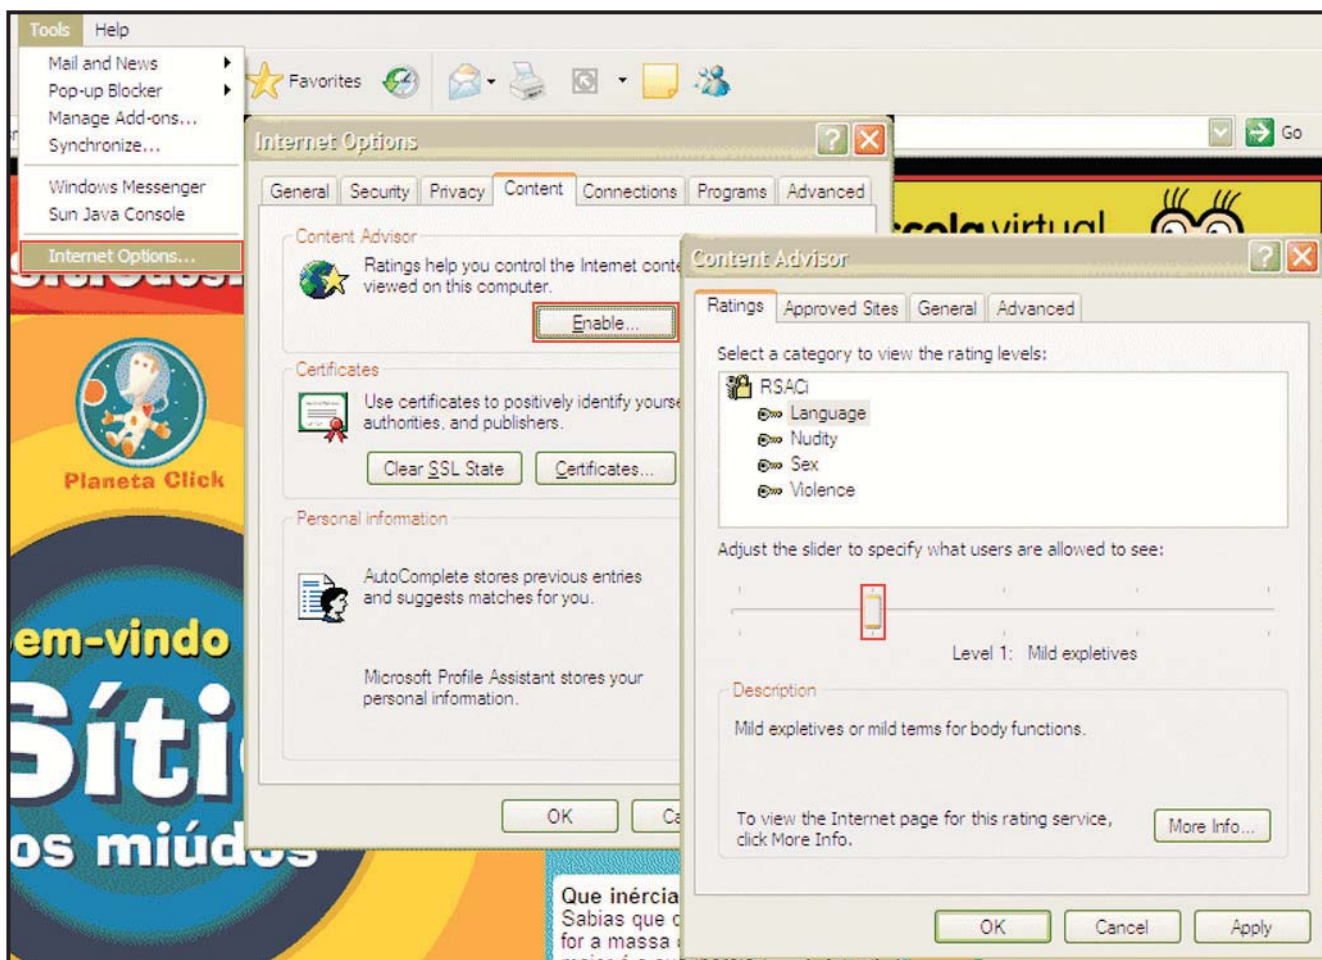 Tools Help
Mail and News
Pop-up Blocker
Manage Add-ons...
Synchronize...
Windows Messenger
Sun Java Console
Internet Options...
Favorites
Go
Internet Options
General Security Privacy Content Connections Programs Advanced
Content Advisor
Ratings help you control the Internet conte
viewed on this computer.
Enable...
Certificates
Use certificates to positively identify yourse
authorities, and publishers.
Clear SSL State Certificates...
Personal information
AutoComplete stores previous entries
and suggests matches for you.
Microsoft Profile Assistant stores your
personal information.
OK Ca
virtual
Content Advisor
Ratings Approved Sites General Advanced
Select a category to view the rating levels:
RSACi
Language
Nudity
Sex
Violence
Adjust the slider to specify what users are allowed to see:
Level 1: Mild expletives
Description
Mild expletives or mild terms for body functions.
To view the Internet page for this rating service,
click More Info.
More Info...
OK Cancel Apply
Planeta Click
em-vindo
Síti
os miúdos
Que inércia
Sabias que
for a massa